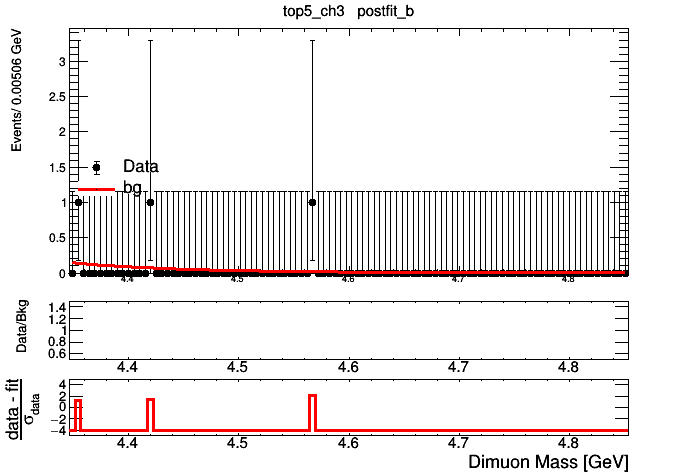 top5_ch3 postfit_b
Events/ 0.00506 GeV
3
2.5
2
1.5
1
0.5
0
Data
bg
4.4 4.5 4.6 4.7 4.8
Data/Bkg
1.4
1.2
1
0.8
0.6
4.4 4.5 4.6 4.7 4.8
data - fit
σdata
4
2
0
−2
−4
4.4 4.5 4.6 4.7 4.8
Dimuon Mass [GeV]